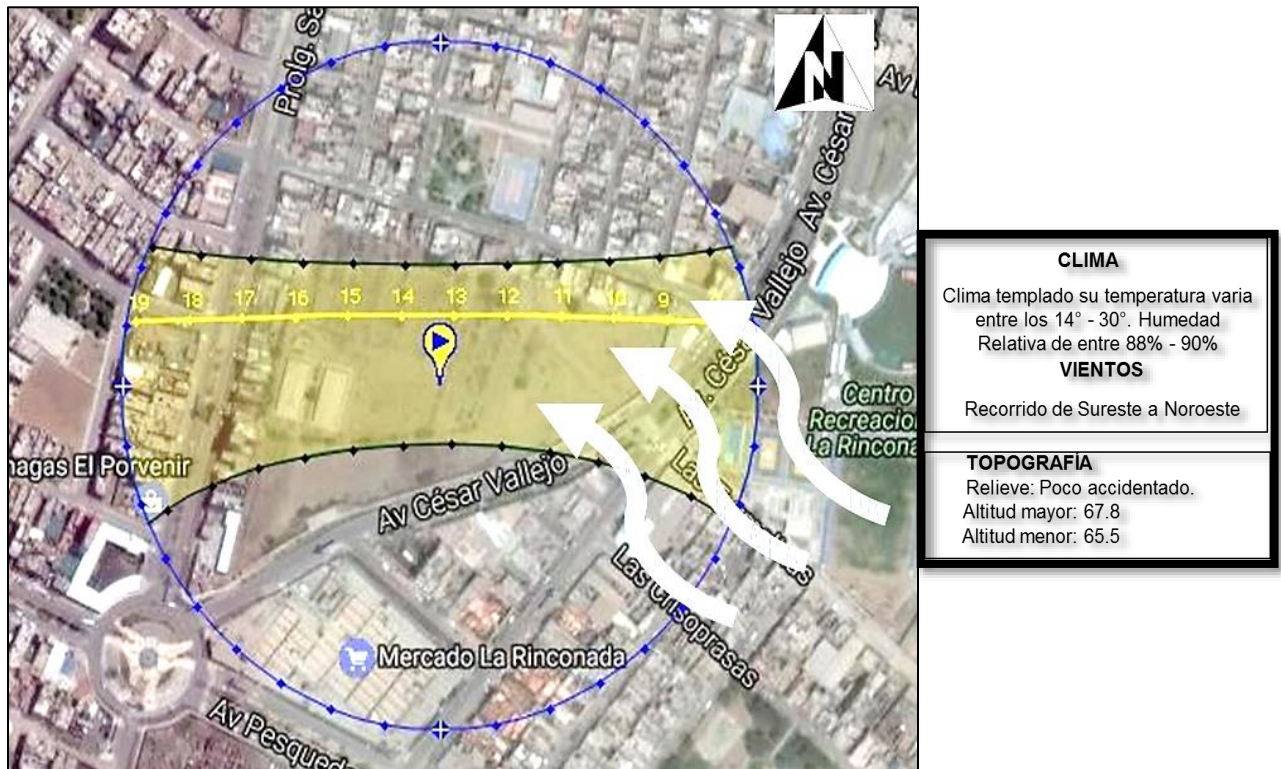 Prolg. Sa
N
Av
Av. César
Vallejo
19 18 17 16 15 14 13 12 11 10 9
Av. César
Centro
Recreacio
La Rincona
nagas El Porvenir
Av César Vallejo
Las Crisoprasas
Mercado La Rinconada
Av Pesqued
CLIMA
Clima templado su temperatura varia
entre los 14° - 30°. Humedad
Relativa de entre 88% - 90%
VIENTOS
Recorrido de Sureste a Noroeste
TOPOGRAFÍA
Relieve: Poco accidentado.
Altitud mayor: 67.8
Altitud menor: 65.5